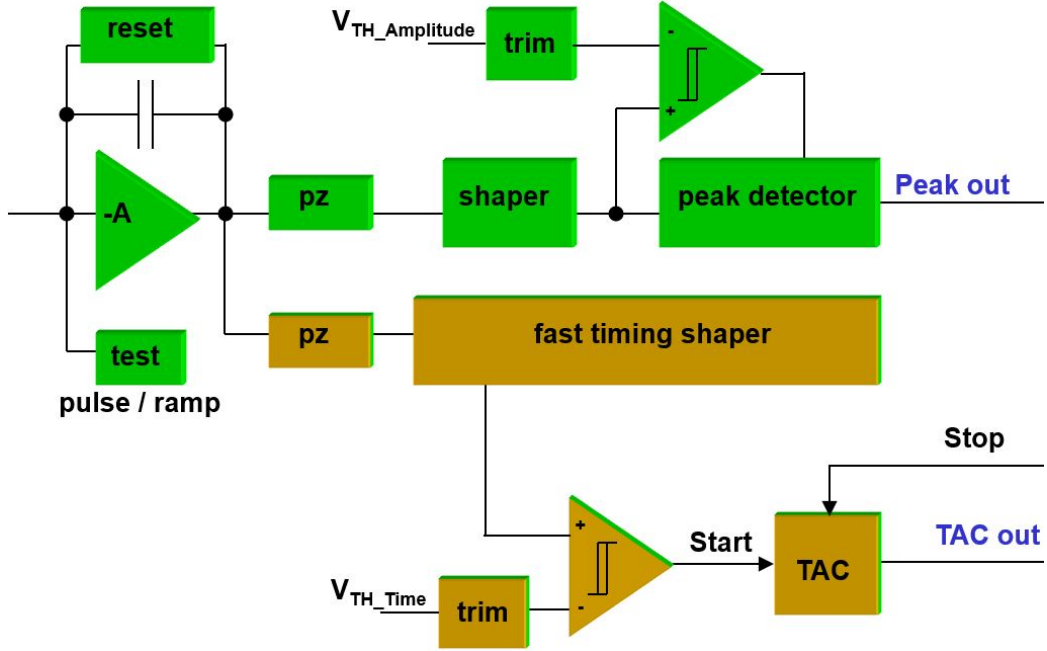 reset
V_TH_Amplitude
trim
-
+
-A
pz
shaper
peak detector
Peak out
pz
fast timing shaper
test
pulse / ramp
Stop
+
Start
TAC
TAC out
V_TH_Time
trim
-